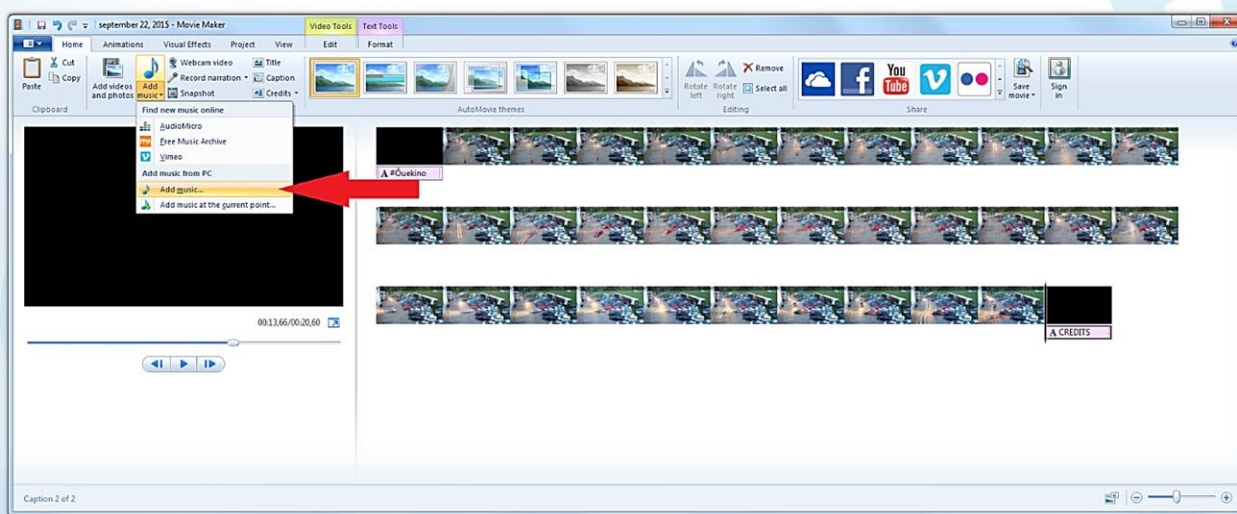 september 22, 2015 - Movie Maker
Video Tools
Text Tools
Home
Animations
Visual Effects
Project
View
Edit
Format
Paste
Cut
Copy
Clipboard
Add videos
and photos
Add
music
Webcam video
Record narration
Snapshot
Title
Caption
Credits
AutoMovie themes
Rotate
left
Rotate
right
Remove
Select all
Editing
You
Tube
Share
Save
movie
Sign
in
Find new music online
AudioMicro
Free Music Archive
Vimeo
Add music from PC
Add music...
Add music at the current point...
A #Õuekino
00:13,66/00:20,60
A CREDITS
Caption 2 of 2